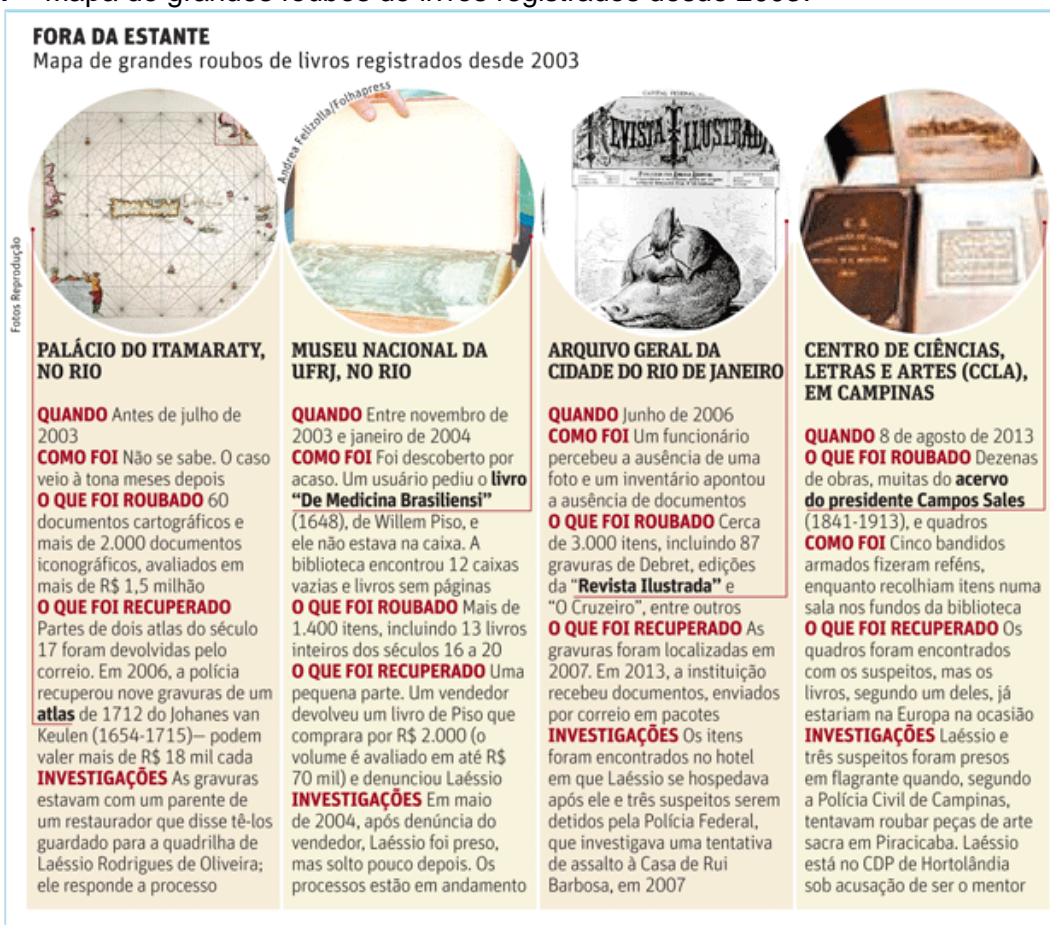 Mapa de grandes roubos de livros registrados desde 2003.
FORA DA ESTANTE
Mapa de grandes roubos de livros registrados desde 2003
Fotos Reprodução
Andrea Felizolla/Folhapress
CAPITAL FEDERAL
REVISTA ILLUSTRADA
PALÁCIO DO ITAMARATY,
NO RIO
QUANDO Antes de julho de
2003
COMO FOI Não se sabe. O caso
veio à tona meses depois
O QUE FOI ROUBADO 60
documentos cartográficos e
mais de 2.000 documentos
iconográficos, avaliados em
mais de R$ 1,5 milhão
O QUE FOI RECUPERADO
Partes de dois atlas do século
17 foram devolvidas pelo
correio. Em 2006, a polícia
recuperou nove gravuras de um
atlas de 1712 do Johanes van
Keulen (1654-1715)— podem
valer mais de R$ 18 mil cada
INVESTIGAÇÕES As gravuras
estavam com um parente de
um restaurador que disse tê-los
guardado para a quadrilha de
Laéssio Rodrigues de Oliveira;
ele responde a processo
MUSEU NACIONAL DA
UFRJ, NO RIO
QUANDO Entre novembro de
2003 e janeiro de 2004
COMO FOI Foi descoberto por
acaso. Um usuário pediu o livro
"De Medicina Brasiliensi"
(1648), de Willem Piso, e
ele não estava na caixa. A
biblioteca encontrou 12 caixas
vazias e livros sem páginas
O QUE FOI ROUBADO Mais de
1.400 itens, incluindo 13 livros
inteiros dos séculos 16 a 20
O QUE FOI RECUPERADO Uma
pequena parte. Um vendedor
devolveu um livro de Piso que
comprara por R$ 2.000 (o
volume é avaliado em até R$
70 mil) e denunciou Laéssio
INVESTIGAÇÕES Em maio
de 2004, após denúncia do
vendedor, Laéssio foi preso,
mas solto pouco depois. Os
processos estão em andamento
ARQUIVO GERAL DA
CIDADE DO RIO DE JANEIRO
QUANDO Junho de 2006
COMO FOI Um funcionário
percebeu a ausência de uma
foto e um inventário apontou
a ausência de documentos
O QUE FOI ROUBADO Cerca
de 3.000 itens, incluindo 87
gravuras de Debret, edições
da "Revista Ilustrada" e
"O Cruzeiro", entre outros
O QUE FOI RECUPERADO As
gravuras foram localizadas em
2007. Em 2013, a instituição
recebeu documentos, enviados
por correio em pacotes
INVESTIGAÇÕES Os itens
foram encontrados no hotel
em que Laéssio se hospedava
após ele e três suspeitos serem
detidos pela Polícia Federal,
que investigava uma tentativa
de assalto à Casa de Rui
Barbosa, em 2007
CENTRO DE CIÊNCIAS,
LETRAS E ARTES (CCLA),
EM CAMPINAS
QUANDO 8 de agosto de 2013
O QUE FOI ROUBADO Dezenas
de obras, muitas do acervo
do presidente Campos Sales
(1841-1913), e quadros
COMO FOI Cinco bandidos
armados fizeram reféns,
enquanto recolhiam itens numa
sala nos fundos da biblioteca
O QUE FOI RECUPERADO Os
quadros foram encontrados
com os suspeitos, mas os
livros, segundo um deles, já
estariam na Europa na ocasião
INVESTIGAÇÕES Laéssio e
três suspeitos foram presos
em flagrante quando, segundo
a Polícia Civil de Campinas,
tentavam roubar peças de arte
sacra em Piracicaba. Laéssio
está no CDP de Hortolândia
sob acusação de ser o mentor